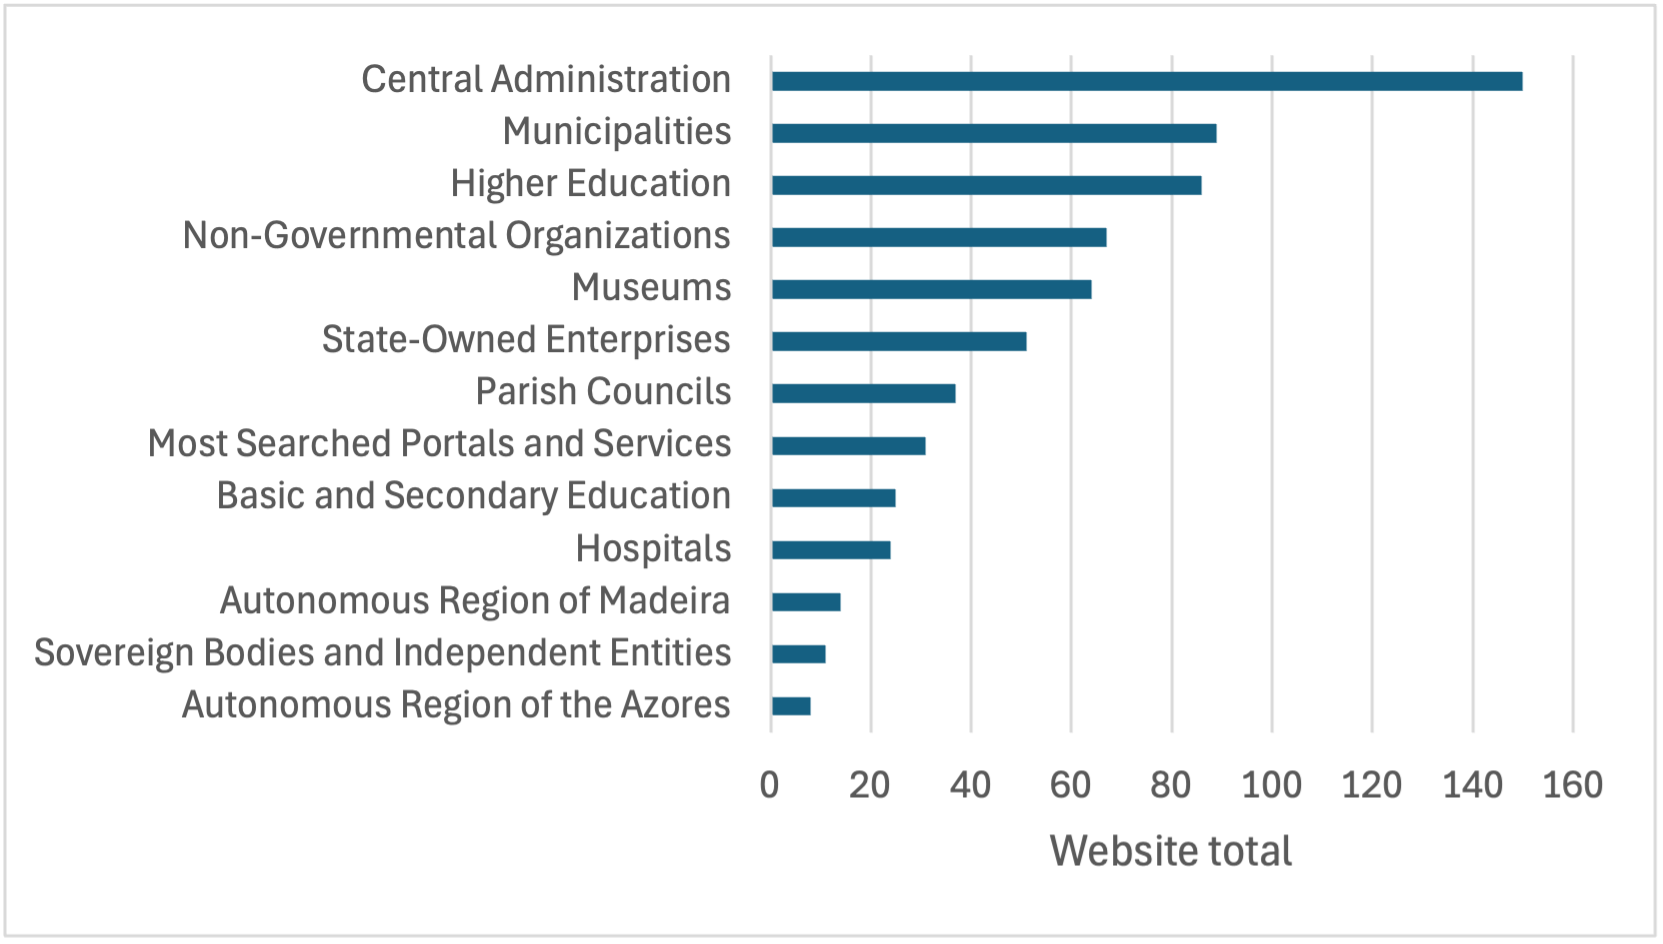 Central Administration
Municipalities
Higher Education
Non-Governmental Organizations
Museums
State-Owned Enterprises
Parish Councils
Most Searched Portals and Services
Basic and Secondary Education
Hospitals
Autonomous Region of Madeira
Sovereign Bodies and Independent Entities
Autonomous Region of the Azores
0 20 40 60 80 100 120 140 160
Website total